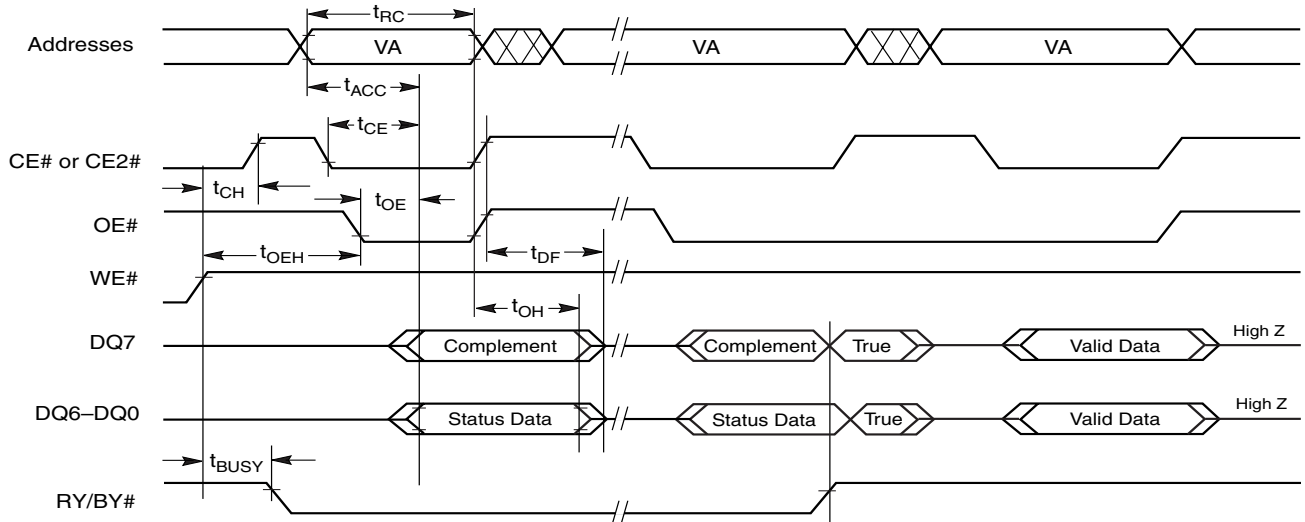 tRC
Addresses VA VA VA
tACC
tCE
CE# or CE2#
tCH tOE
OE#
tOEH tDF
WE#
tOH
DQ7 Complement Complement True Valid Data High Z
DQ6–DQ0 Status Data Status Data True Valid Data High Z
tBUSY
RY/BY#